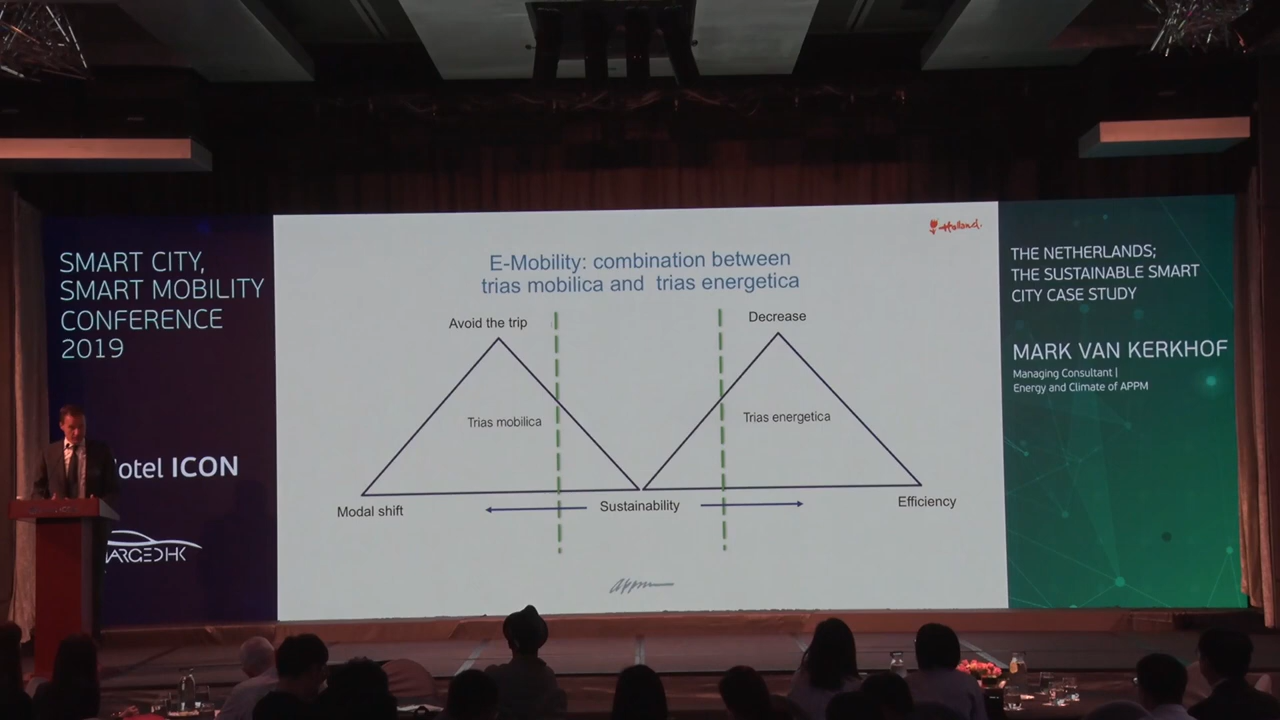 SMART CITY,
SMART MOBILITY
CONFERENCE
2019
otel ICON
ARGEDHK
Holland.
E-Mobility: combination between
trias mobilica and trias energetica
Avoid the trip
Decrease
Trias mobilica
Trias energetica
Modal shift
Sustainability
Efficiency
appm
THE NETHERLANDS;
THE SUSTAINABLE SMART
CITY CASE STUDY
MARK VAN KERKHOF
Managing Consultant |
Energy and Climate of APPM